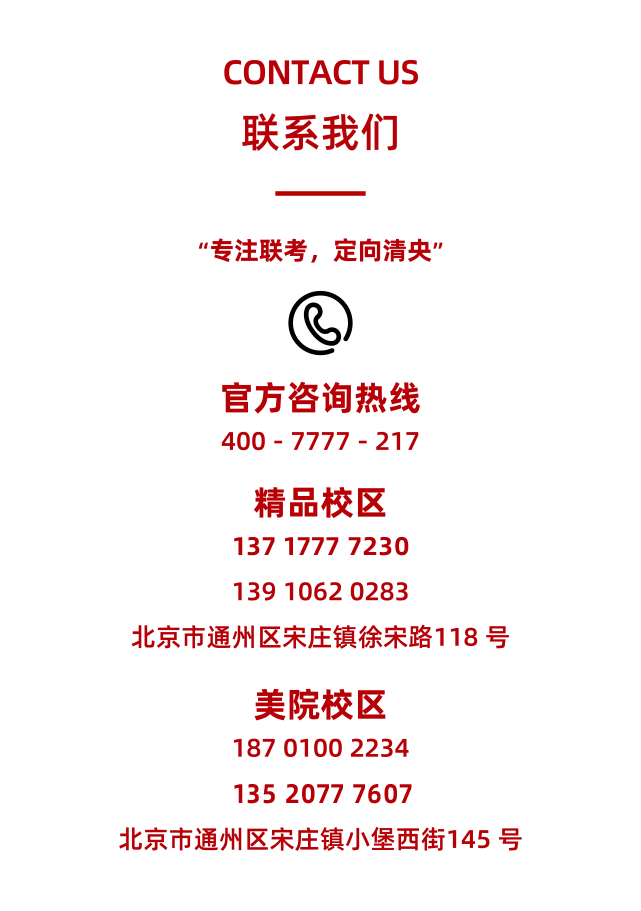 CONTACT US
联系我们
“专注联考，定向清央”
官方咨询热线
400 - 7777 - 217
精品校区
137 1777 7230
139 1062 0283
北京市通州区宋庄镇徐宋路118 号
美院校区
187 0100 2234
135 2077 7607
北京市通州区宋庄镇小堡西街145 号